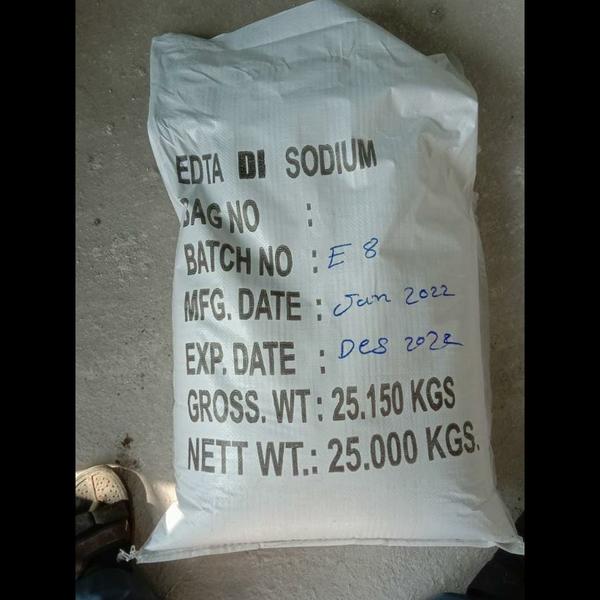 EDTA DI SODIUM
BAG NO :
BATCH NO : E 8
MFG. DATE : Jan 2022
EXP. DATE : Des 2022
GROSS. WT : 25.150 KGS
NETT WT.: 25.000 KGS.